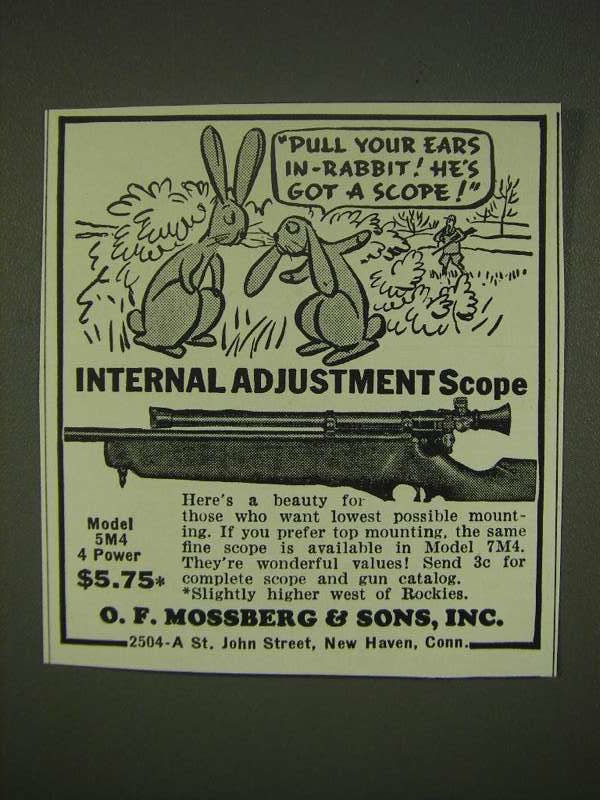 "PULL YOUR EARS
IN-RABBIT! HE'S
GOT A SCOPE!"
INTERNAL ADJUSTMENT Scope
Model
5M4
4 Power
$5.75*
Here's a beauty for
those who want lowest possible mount-
ing. If you prefer top mounting, the same
fine scope is available in Model 7M4.
They're wonderful values! Send 3c for
complete scope and gun catalog.
*Slightly higher west of Rockies.
O. F. MOSSBERG & SONS, INC.
2504-A St. John Street, New Haven, Conn.